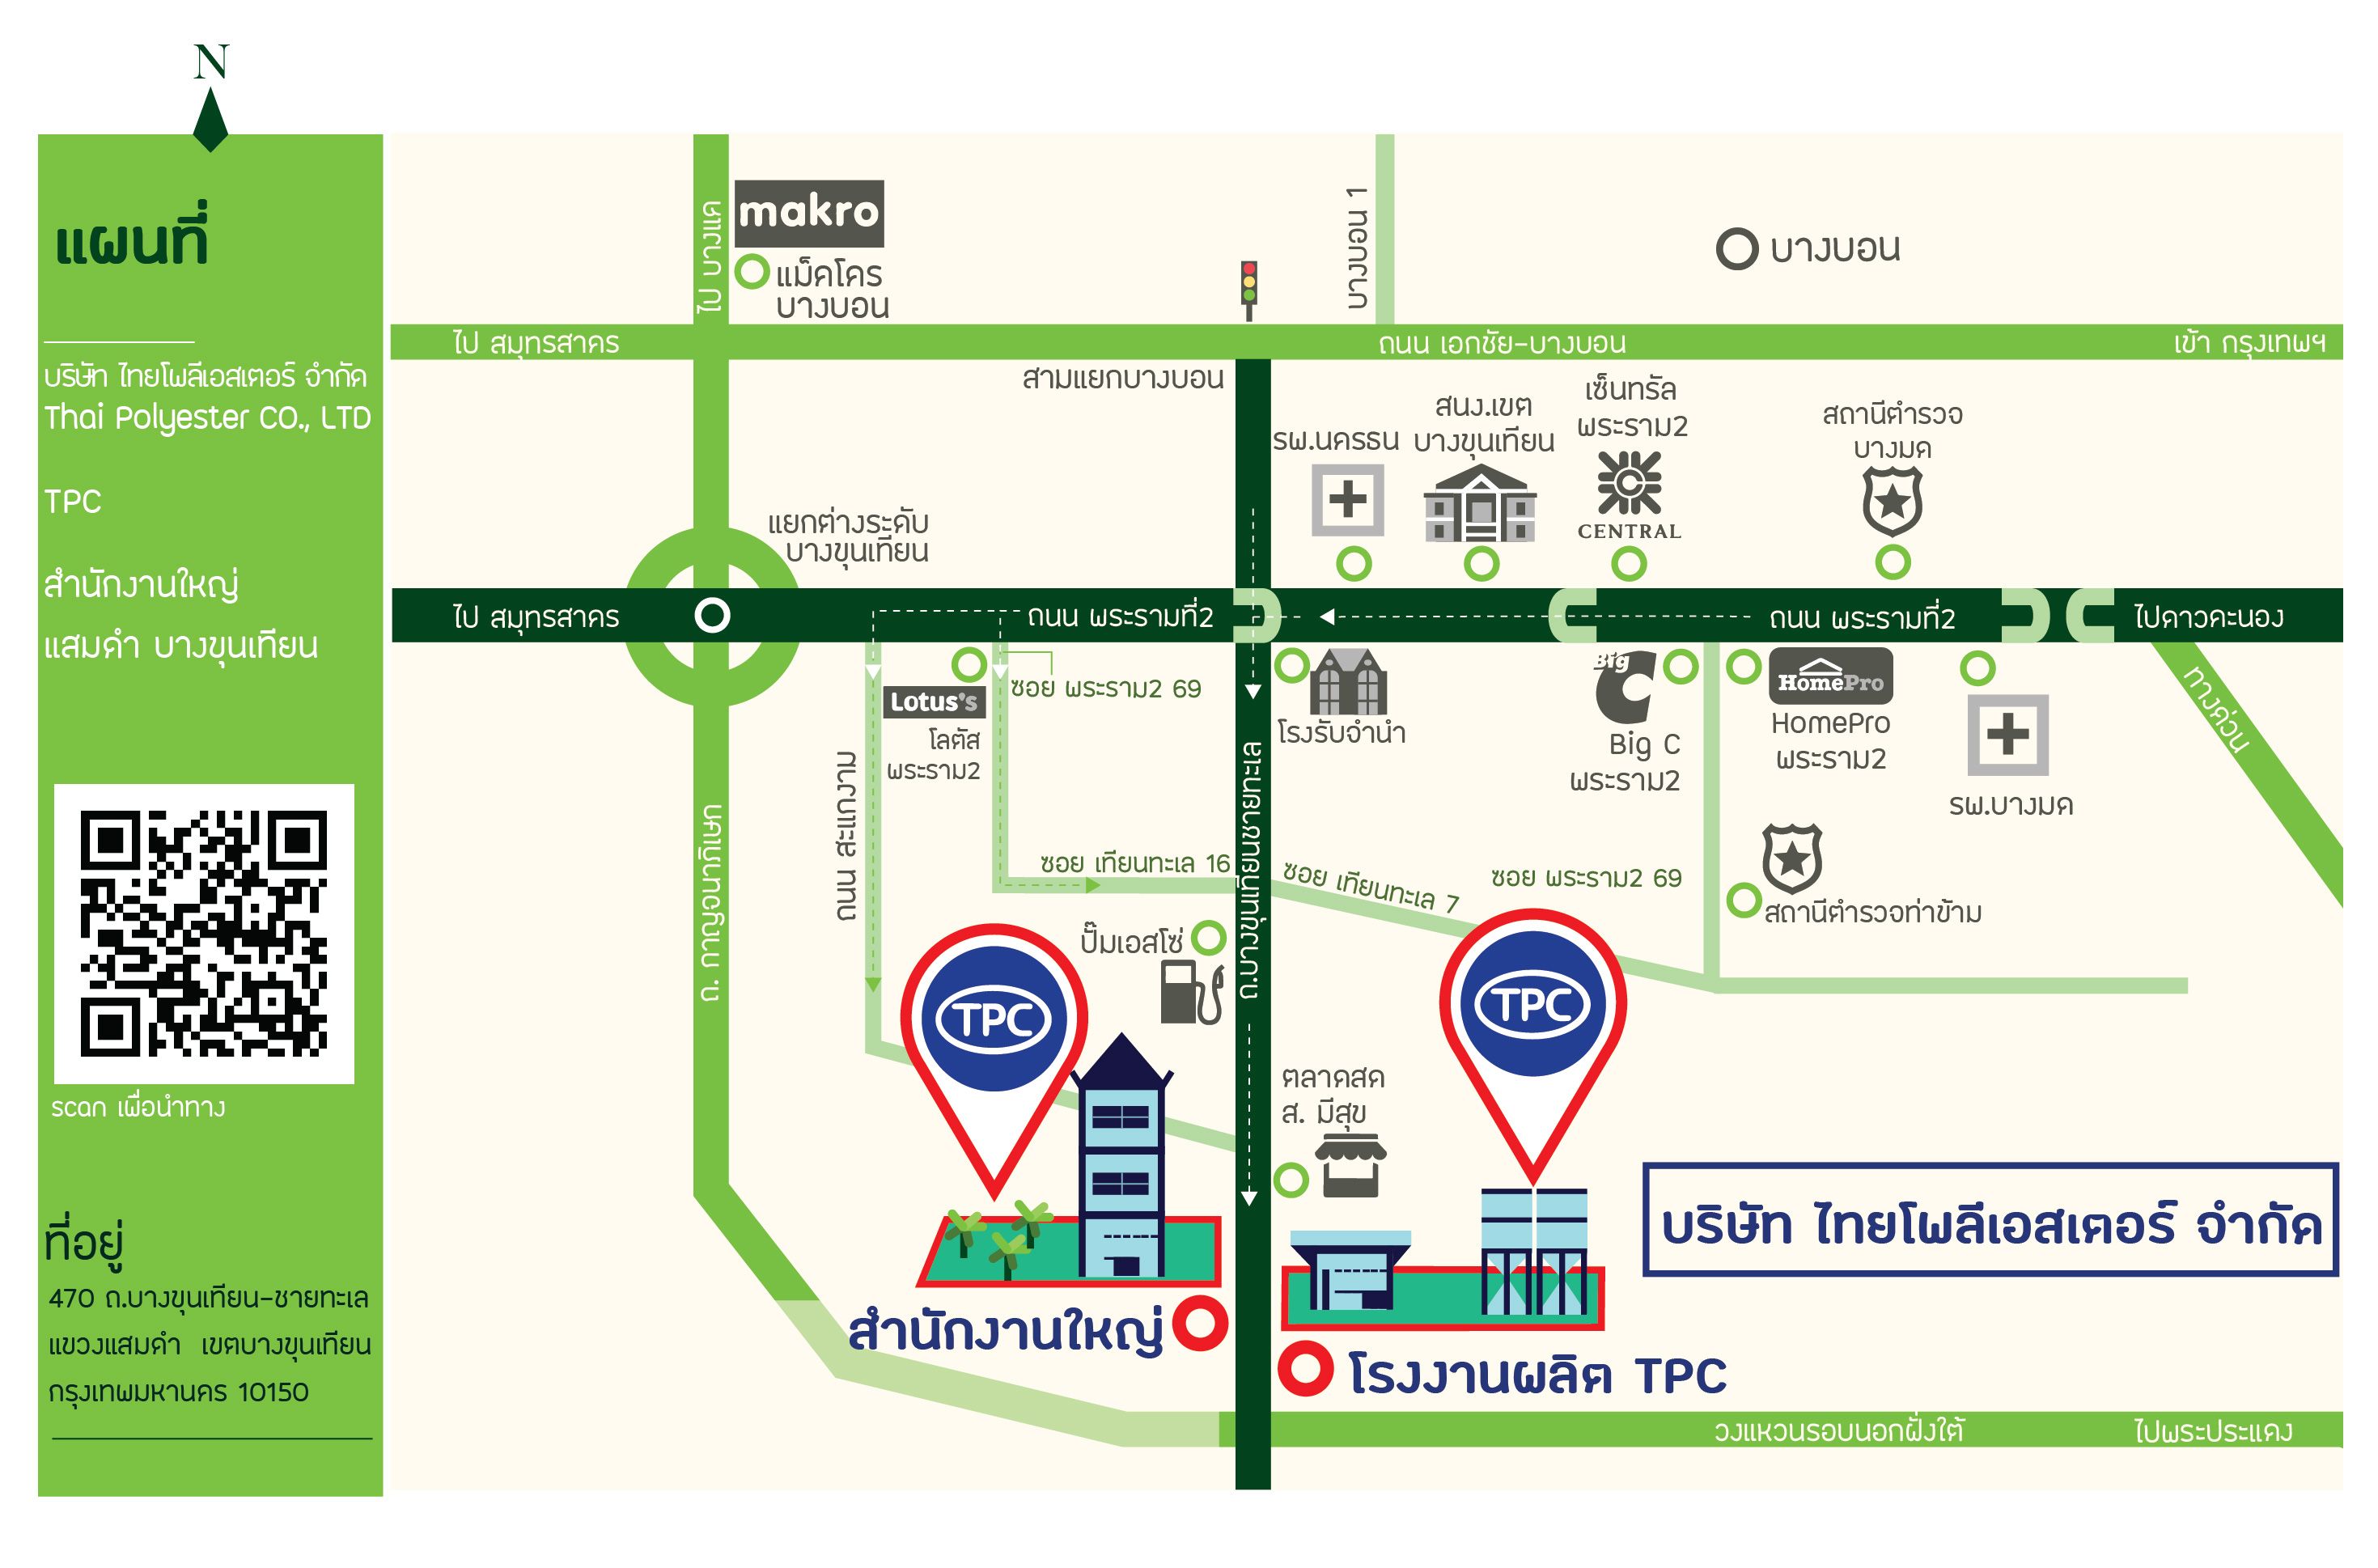 N
แผนที่
บริษัท ไทยโพลีเอสเตอร์ จำกัด
Thai Polyester CO., LTD
TPC
สำนักงานใหญ่
แสมดำ บางขุนเทียน
scan เพื่อนำทาง
ที่อยู่
470 ถ.บางขุนเทียน-ชายทะเล
แขวงแสมดำ เขตบางขุนเทียน
กรุงเทพมหานคร 10150
ไป บางแค
makro
แม็คโคร
บางบอน
บางบอน 1
บางบอน
ไป สมุทรสาคร
ถนน เอกชัย-บางบอน
เข้า กรุงเทพฯ
สามแยกบางบอน
รพ.นครธน
สนง.เขต
บางขุนเทียน
เซ็นทรัล
พระราม2
CENTRAL
สถานีตำรวจ
บางมด
แยกต่างระดับ
บางขุนเทียน
ไป สมุทรสาคร
ถนน พระรามที่2
ถนน พระรามที่2
ไปดาวคะนอง
ทางด่วน
Lotus's
โลตัส
พระราม2
ซอย พระราม2 69
โรงรับจำนำ
Big C
Big C
พระราม2
HomePro
HomePro
พระราม2
รพ.บางมด
ถนน สะแกงาม
ถ. กาญจนาภิเษก
ถ.บางขุนเทียนชายทะเล
ซอย เทียนทะเล 16
ซอย เทียนทะเล 7
ซอย พระราม2 69
สถานีตำรวจท่าข้าม
ปั๊มเอสโซ่
TPC
TPC
ตลาดสด
ส. มีสุข
บริษัท ไทยโพลีเอสเตอร์ จำกัด
สำนักงานใหญ่
โรงงานผลิต TPC
วงแหวนรอบนอกฝั่งใต้
ไปพระประแดง